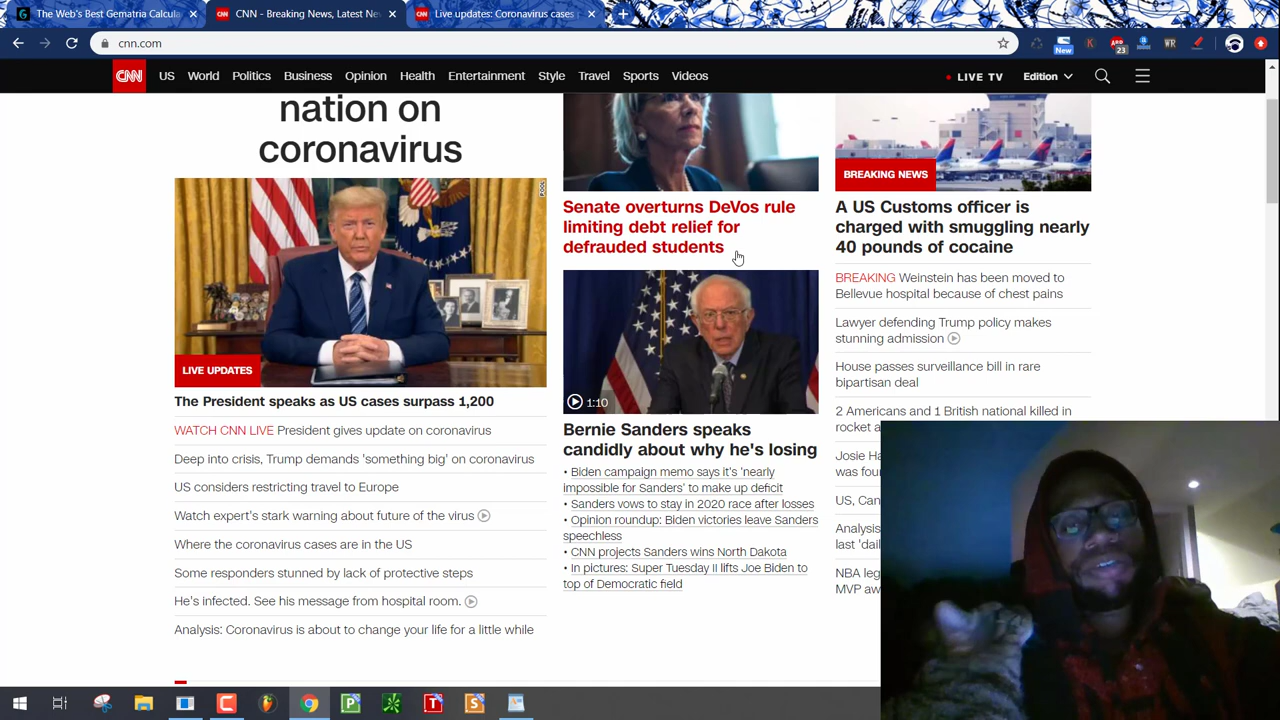 The Web's Best Gematria Calcula
CNN - Breaking News, Latest Ne
Live updates: Coronavirus cases
cnn.com
New
23
WR
CNN
US
World
Politics
Business
Opinion
Health
Entertainment
Style
Travel
Sports
Videos
LIVE TV
Edition
nation on
coronavirus
POOL
LIVE UPDATES
The President speaks as US cases surpass 1,200
WATCH CNN LIVE President gives update on coronavirus
Deep into crisis, Trump demands 'something big' on coronavirus
US considers restricting travel to Europe
Watch expert's stark warning about future of the virus
Where the coronavirus cases are in the US
Some responders stunned by lack of protective steps
He's infected. See his message from hospital room.
Analysis: Coronavirus is about to change your life for a little while
Senate overturns DeVos rule
limiting debt relief for
defrauded students
1:10
Bernie Sanders speaks
candidly about why he's losing
• Biden campaign memo says it's 'nearly
impossible for Sanders' to make up deficit
• Sanders vows to stay in 2020 race after losses
• Opinion roundup: Biden victories leave Sanders
speechless
• CNN projects Sanders wins North Dakota
• In pictures: Super Tuesday II lifts Joe Biden to
top of Democratic field
BREAKING NEWS
A US Customs officer is
charged with smuggling nearly
40 pounds of cocaine
BREAKING Weinstein has been moved to
Bellevue hospital because of chest pains
Lawyer defending Trump policy makes
stunning admission
House passes surveillance bill in rare
bipartisan deal
2 Americans and 1 British national killed in
rocket a
Josie Ha
was foun
US, Can
Analysis
last 'dail
NBA leg
MVP aw